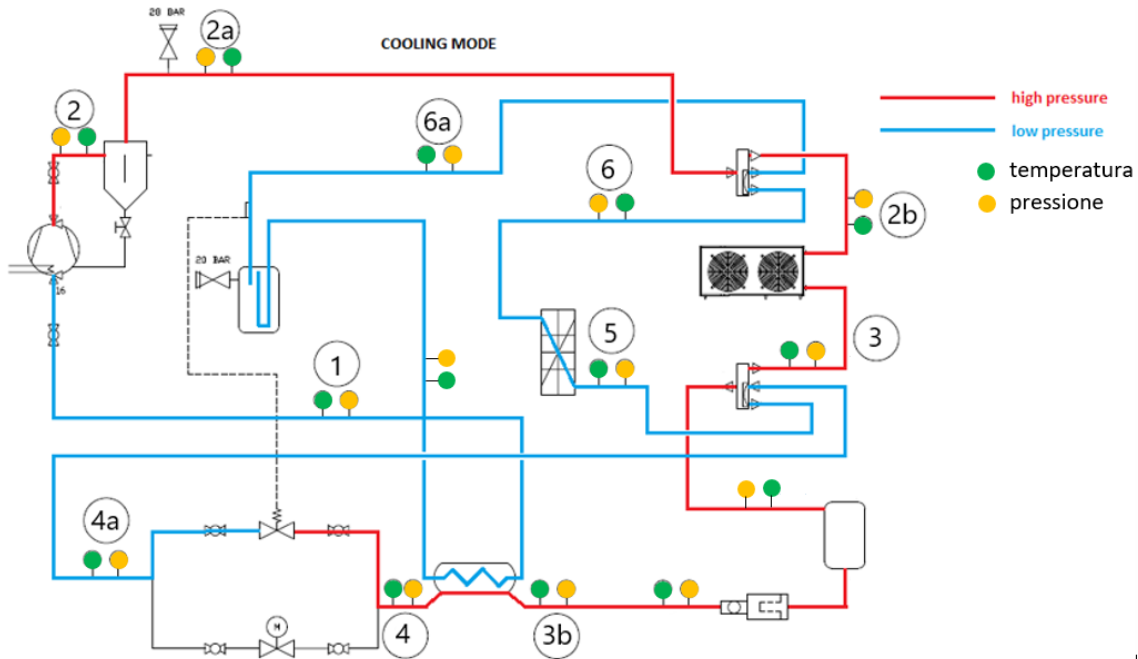 20 BAR
2a
COOLING MODE
high pressure
low pressure
temperatura
pressione
2
6a
6
2b
20 BAR
16
1
5
3
4a
M
4
3b